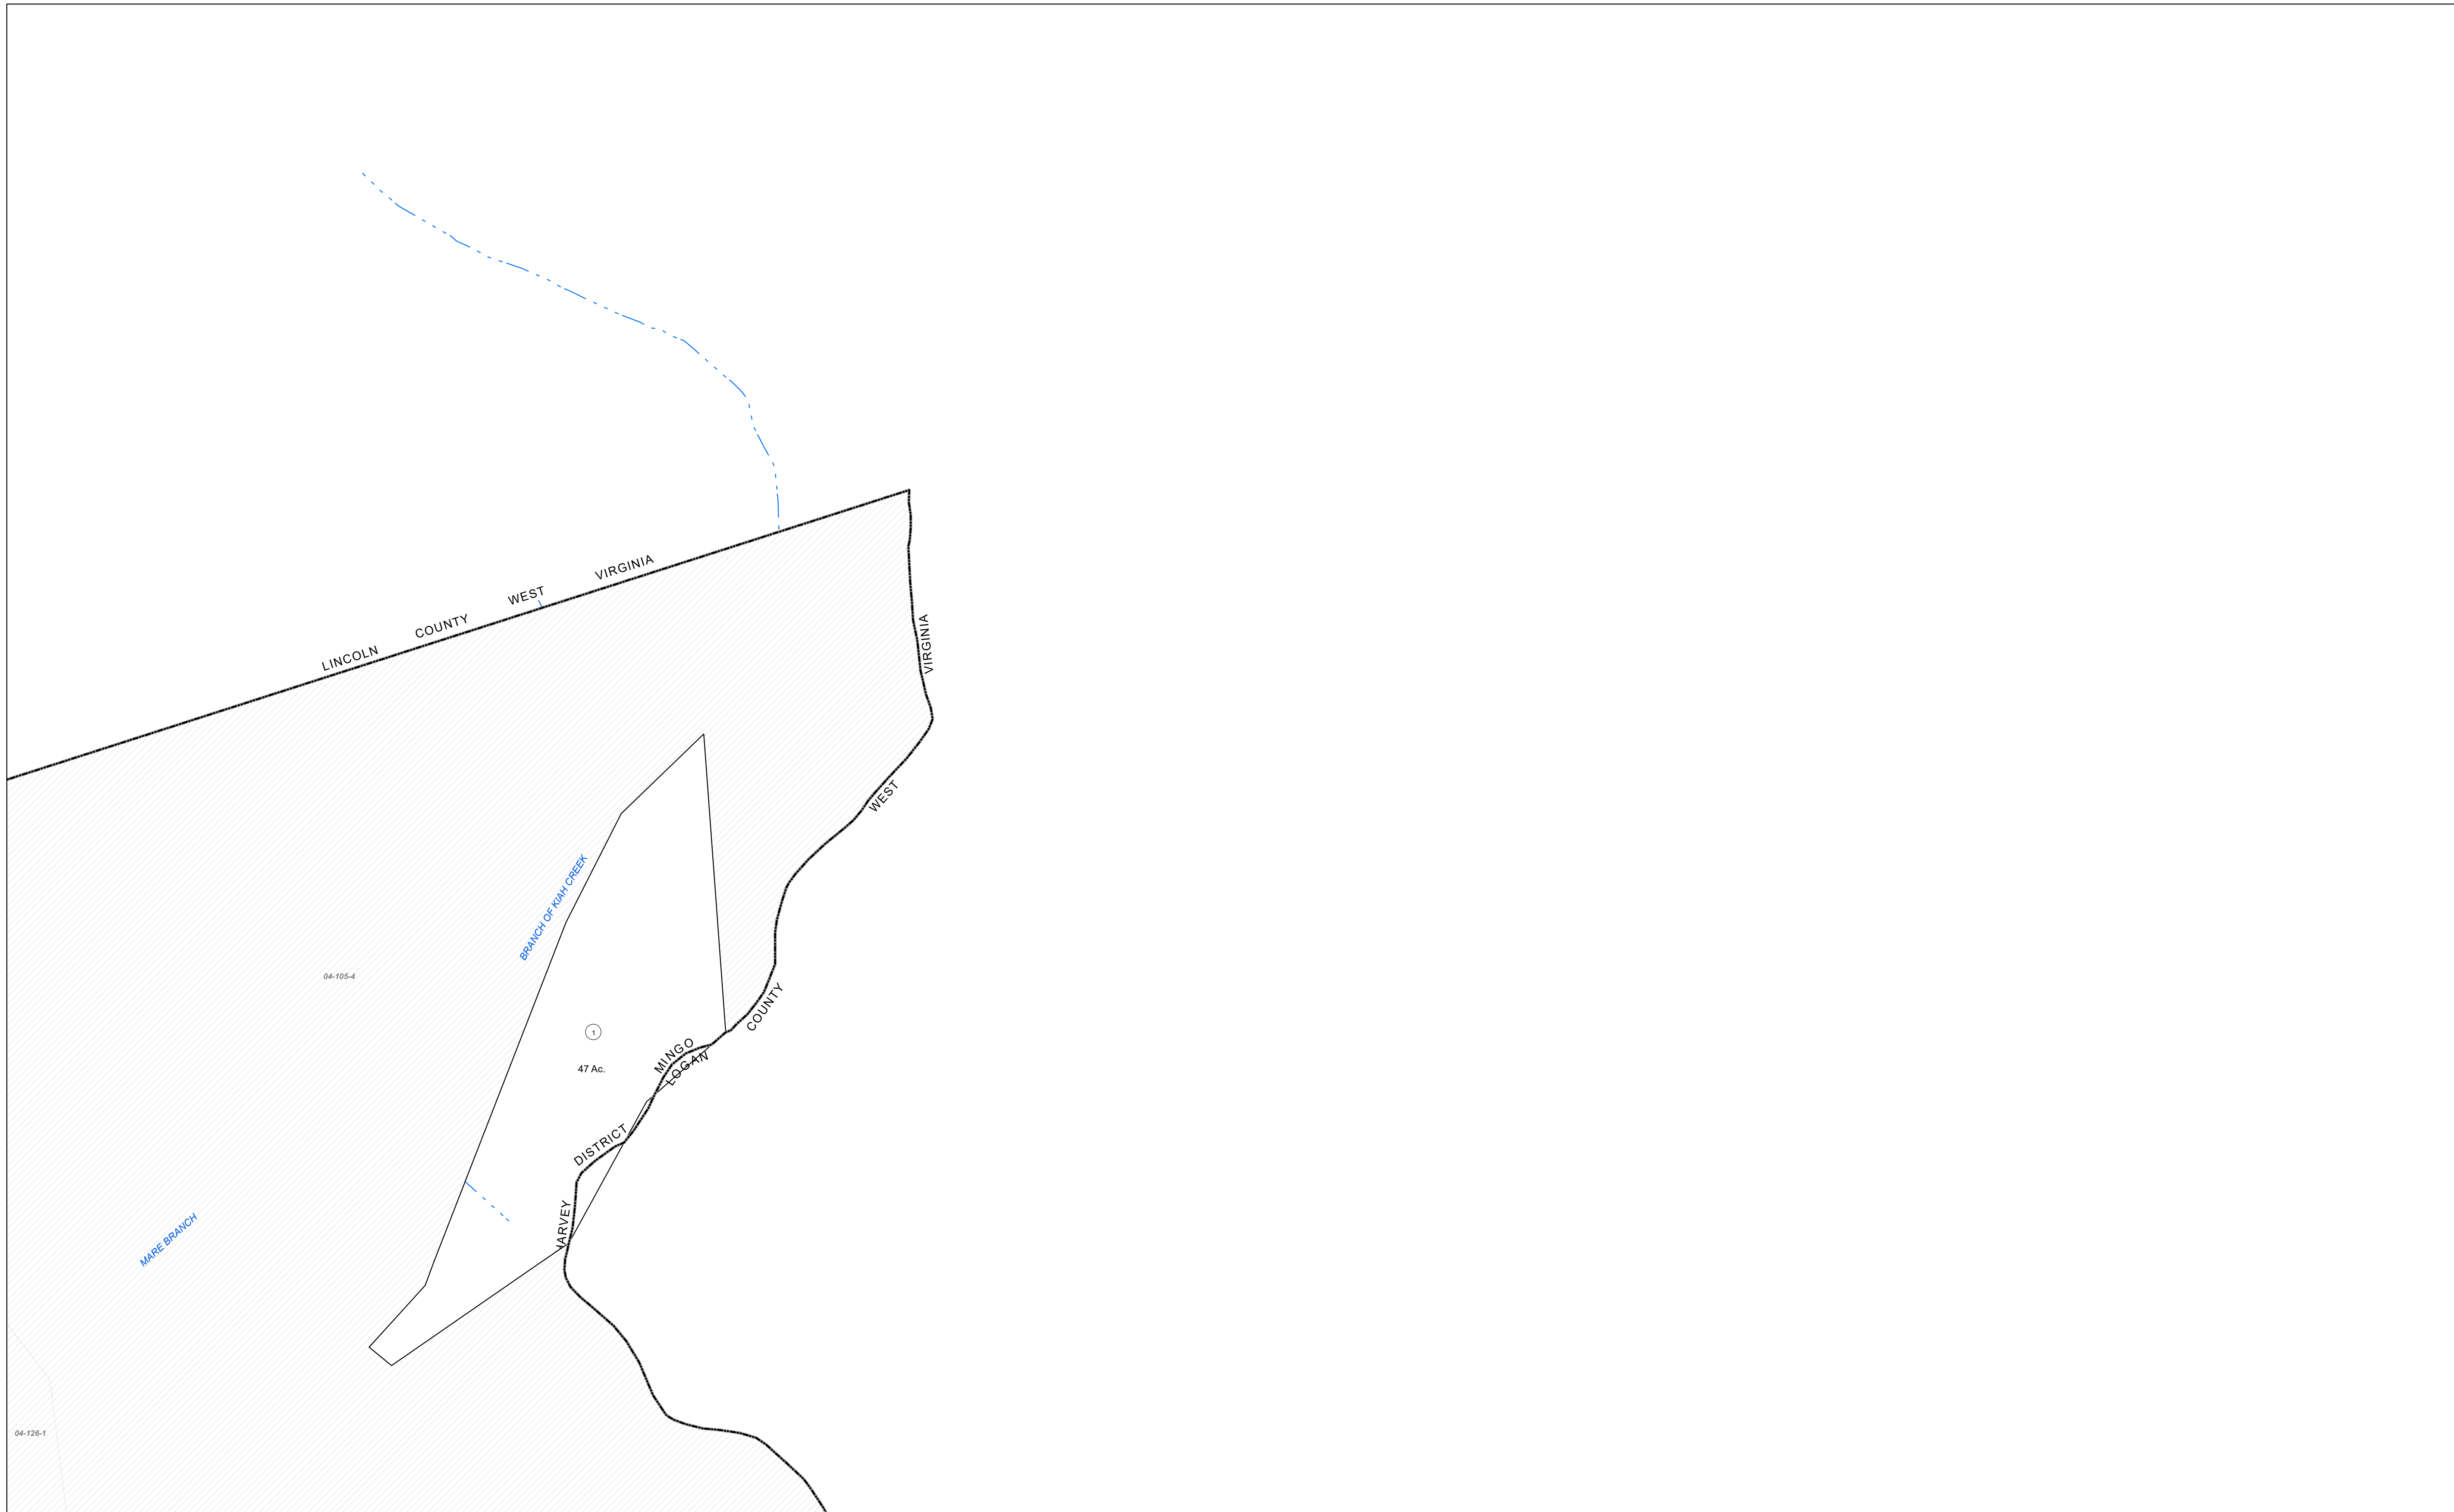 LINCOLN COUNTY WEST VIRGINIA
VIRGINIA
WEST
BRANCH OF KIAH CREEK
04-105-4
COUNTY
1
MINGO
LOGAN
47 Ac.
DISTRICT
HARVEY
MARE BRANCH
04-126-1